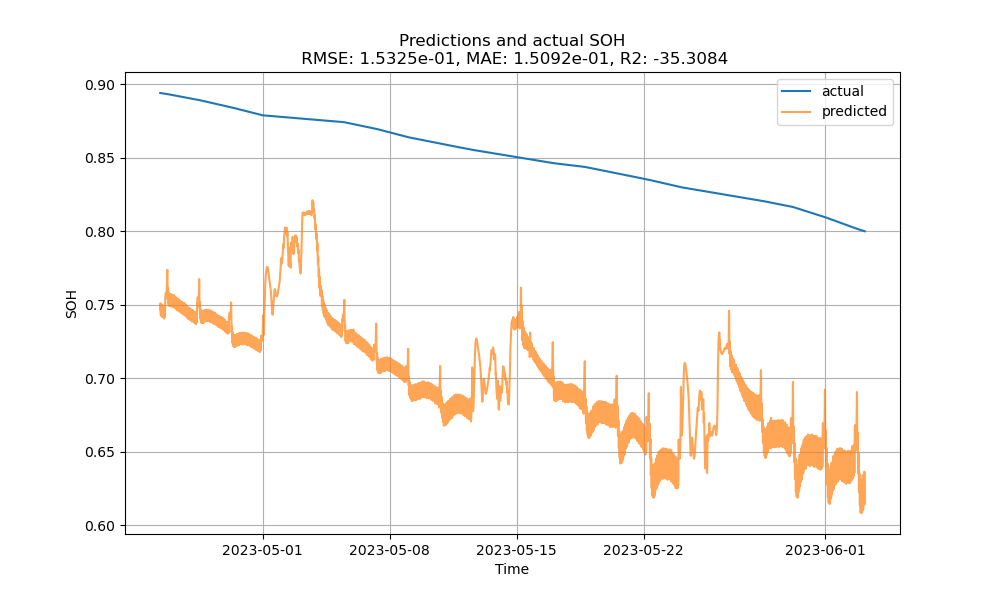 Predictions and actual SOH
RMSE: 1.5325e-01, MAE: 1.5092e-01, R2: -35.3084
actual
predicted
0.90
0.85
0.80
0.75
0.70
0.65
0.60
SOH
2023-05-01 2023-05-08 2023-05-15 2023-05-22 2023-06-01
Time